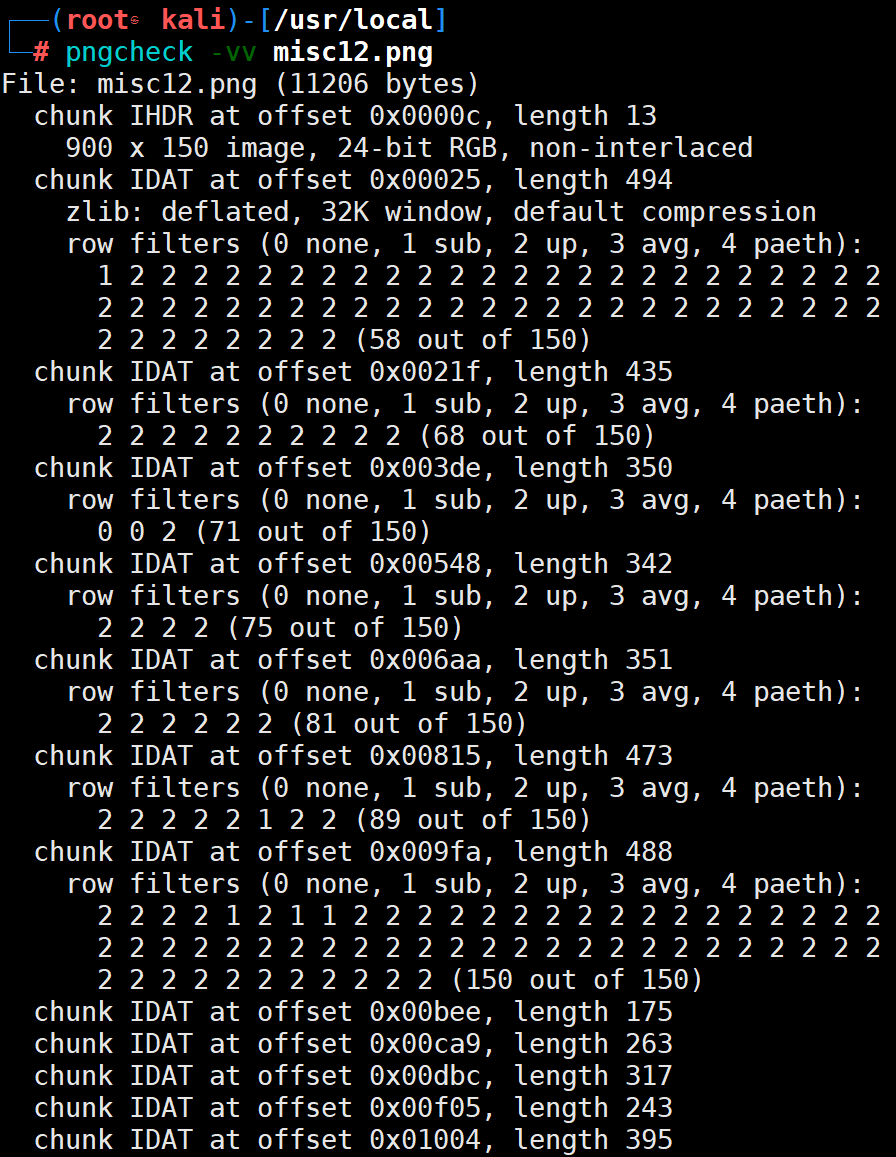 ┌──(root㉿ kali)-[/usr/local]
└─# pngcheck -vv misc12.png
File: misc12.png (11206 bytes)
  chunk IHDR at offset 0x0000c, length 13
    900 x 150 image, 24-bit RGB, non-interlaced
  chunk IDAT at offset 0x00025, length 494
    zlib: deflated, 32K window, default compression
    row filters (0 none, 1 sub, 2 up, 3 avg, 4 paeth):
      1 2 2 2 2 2 2 2 2 2 2 2 2 2 2 2 2 2 2 2 2 2 2 2 2
      2 2 2 2 2 2 2 2 2 2 2 2 2 2 2 2 2 2 2 2 2 2 2 2 2
      2 2 2 2 2 2 2 2 (58 out of 150)
  chunk IDAT at offset 0x0021f, length 435
    row filters (0 none, 1 sub, 2 up, 3 avg, 4 paeth):
      2 2 2 2 2 2 2 2 2 2 (68 out of 150)
  chunk IDAT at offset 0x003de, length 350
    row filters (0 none, 1 sub, 2 up, 3 avg, 4 paeth):
      0 0 2 (71 out of 150)
  chunk IDAT at offset 0x00548, length 342
    row filters (0 none, 1 sub, 2 up, 3 avg, 4 paeth):
      2 2 2 2 (75 out of 150)
  chunk IDAT at offset 0x006aa, length 351
    row filters (0 none, 1 sub, 2 up, 3 avg, 4 paeth):
      2 2 2 2 2 2 (81 out of 150)
  chunk IDAT at offset 0x00815, length 473
    row filters (0 none, 1 sub, 2 up, 3 avg, 4 paeth):
      2 2 2 2 2 1 2 2 (89 out of 150)
  chunk IDAT at offset 0x009fa, length 488
    row filters (0 none, 1 sub, 2 up, 3 avg, 4 paeth):
      2 2 2 2 1 2 1 1 2 2 2 2 2 2 2 2 2 2 2 2 2 2 2 2 2
      2 2 2 2 2 2 2 2 2 2 2 2 2 2 2 2 2 2 2 2 2 2 2 2 2
      2 2 2 2 2 2 2 2 2 2 2 (150 out of 150)
  chunk IDAT at offset 0x00bee, length 175
  chunk IDAT at offset 0x00ca9, length 263
  chunk IDAT at offset 0x00dbc, length 317
  chunk IDAT at offset 0x00f05, length 243
  chunk IDAT at offset 0x01004, length 395